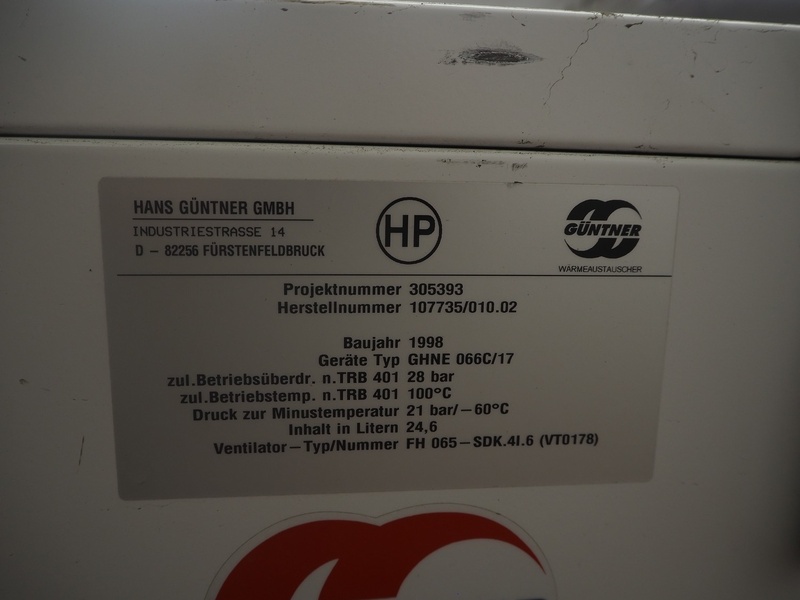 HANS GÜNTNER GMBH
INDUSTRIESTRASSE 14
D – 82256 FÜRSTENFELDBRUCK
HP
GÜNTNER
WÄRMEAUSTAUSCHER
Projektnummer 305393
Herstellnummer 107735/010.02
Baujahr 1998
Geräte Typ GHNE 066C/17
zul.Betriebsüberdr. n.TRB 401 28 bar
zul.Betriebstemp. n.TRB 401 100°C
Druck zur Minustemperatur 21 bar/–60°C
Inhalt in Litern 24,6
Ventilator–Typ/Nummer FH 065–SDK.4I.6 (VT0178)